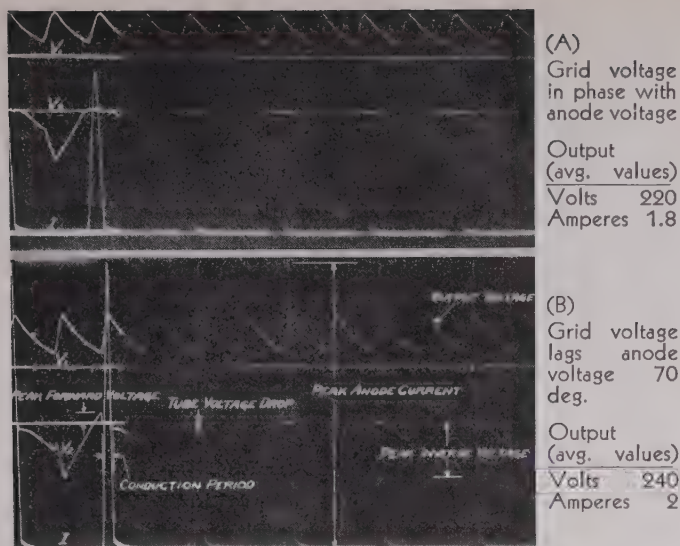 (A)
Grid voltage
in phase with
anode voltage
Output
(avg. values)
Volts 220
Amperes 1.8
OUTPUT VOLTAGE
PEAK FORWARD VOLTAGE
TUBE VOLTAGE DROP
PEAK ANODE CURRENT
PEAK INVERSE VOLTAGE
CONDUCTION PERIOD
I
(B)
Grid voltage
lags anode
voltage 70
deg.
Output
(avg. values)
Volts 240
Amperes 2